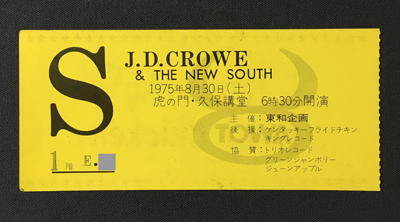 S
J.D.CROWE
& THE NEW SOUTH
1975年8月30日(土)
虎の門・久保講堂 6時30分開演
主 催:東和企画
後 援:ケンタッキーフライドチキン
キングレコード
協 賛:トリオレコード
グリーンジャンボリー
ジューンアップル
1階 E.